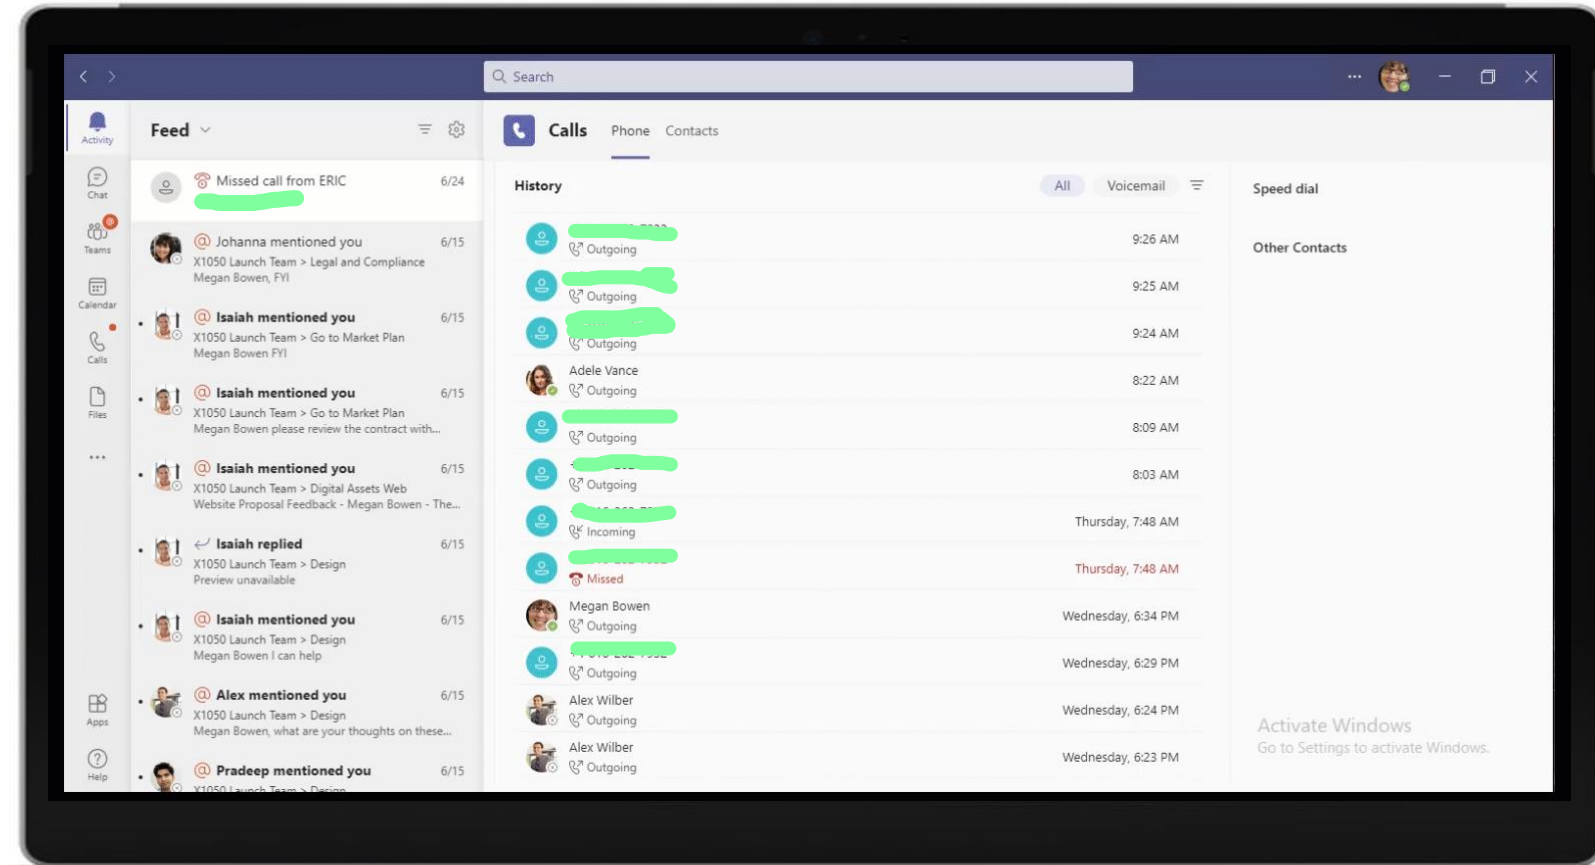 Search
Activity
Chat
Teams
Calendar
Calls
Files
Apps
Help
Feed
Missed call from ERIC 6/24
@ Johanna mentioned you 6/15
X1050 Launch Team > Legal and Compliance
Megan Bowen, FYI
@ Isaiah mentioned you 6/15
X1050 Launch Team > Go to Market Plan
Megan Bowen FYI
@ Isaiah mentioned you 6/15
X1050 Launch Team > Go to Market Plan
Megan Bowen please review the contract with...
@ Isaiah mentioned you 6/15
X1050 Launch Team > Digital Assets Web
Website Proposal Feedback - Megan Bowen - The...
Isaiah replied 6/15
X1050 Launch Team > Design
Preview unavailable
@ Isaiah mentioned you 6/15
X1050 Launch Team > Design
Megan Bowen I can help
@ Alex mentioned you 6/15
X1050 Launch Team > Design
Megan Bowen, what are your thoughts on these...
@ Pradeep mentioned you 6/15
X1050 Launch Team > Design
Calls Phone Contacts
History All Voicemail
Outgoing 9:26 AM
Outgoing 9:25 AM
Outgoing 9:24 AM
Adele Vance
Outgoing 8:22 AM
Outgoing 8:09 AM
Outgoing 8:03 AM
Incoming Thursday, 7:48 AM
Missed Thursday, 7:48 AM
Megan Bowen
Outgoing Wednesday, 6:34 PM
Outgoing Wednesday, 6:29 PM
Alex Wilber
Outgoing Wednesday, 6:24 PM
Alex Wilber
Outgoing Wednesday, 6:23 PM
Speed dial
Other Contacts
Activate Windows
Go to Settings to activate Windows.